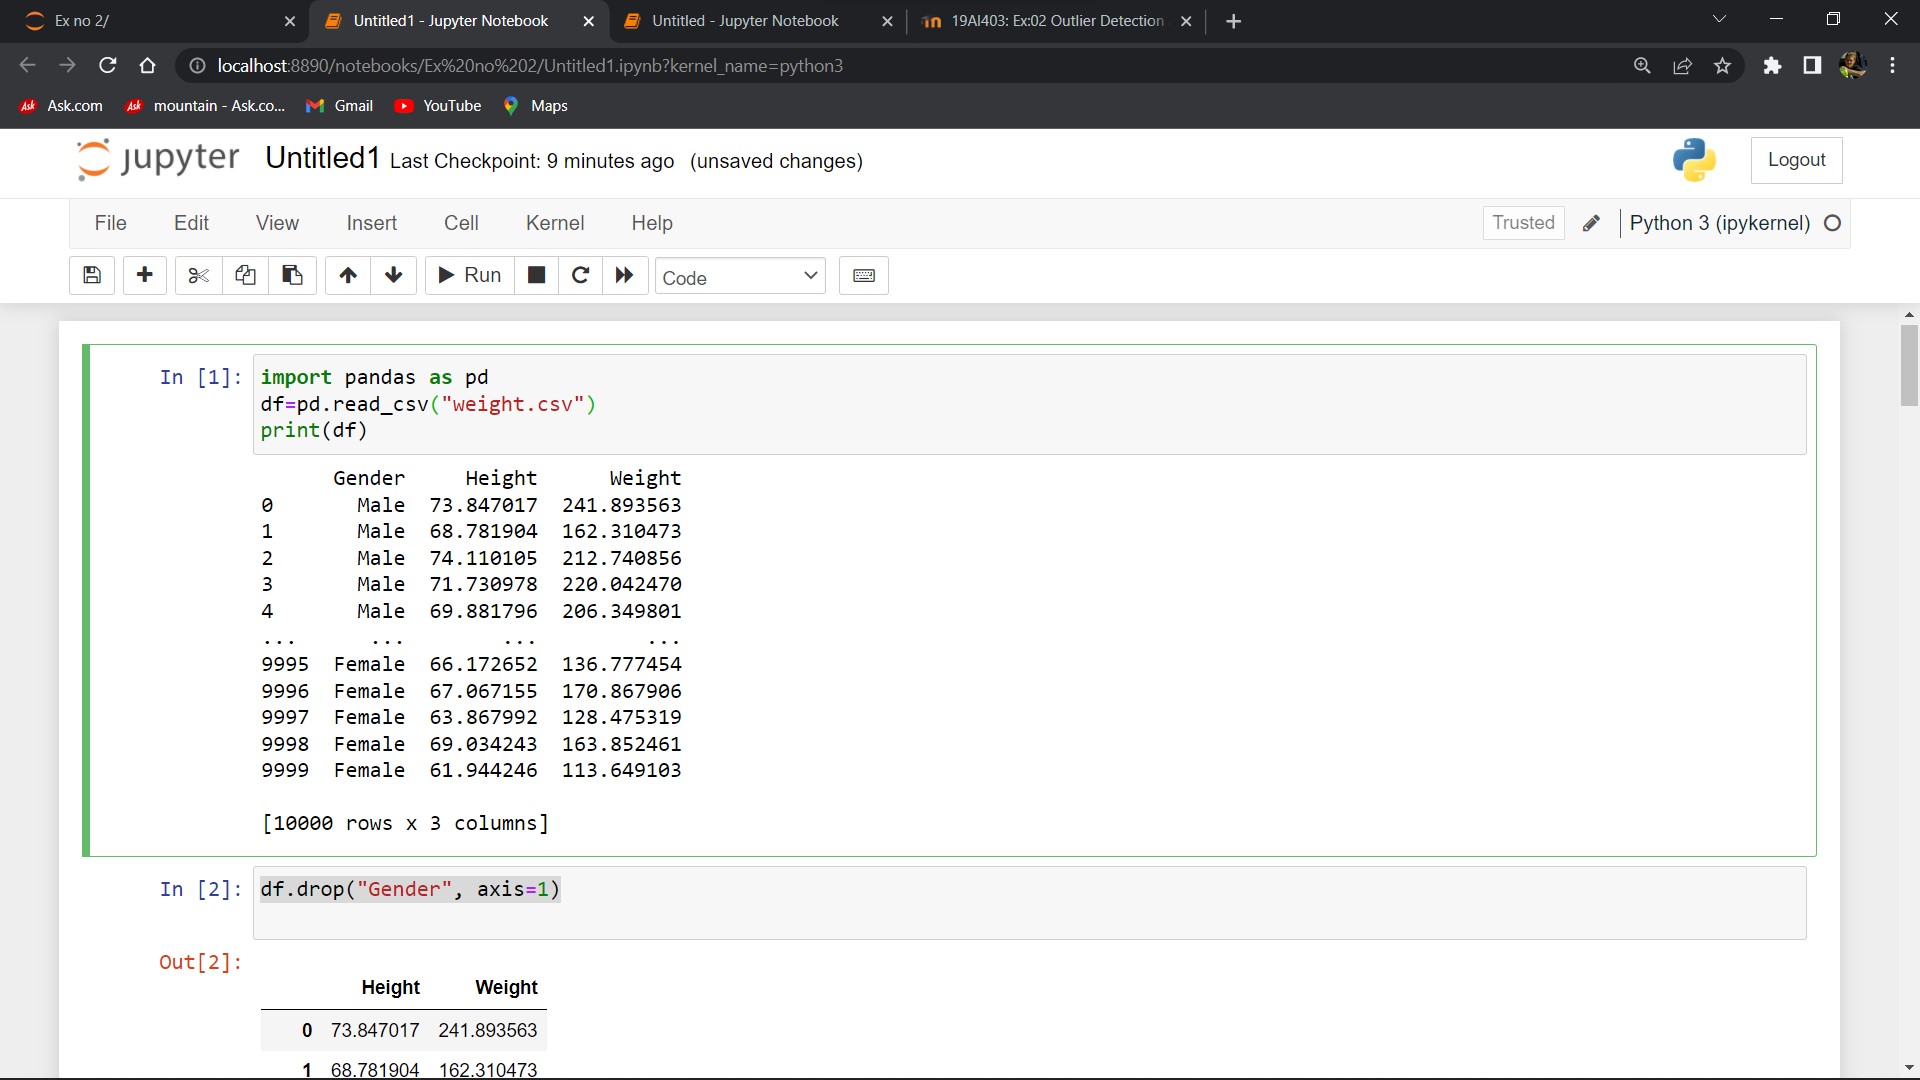 Ex no 2/
Untitled1 - Jupyter Notebook
Untitled - Jupyter Notebook
19AI403: Ex:02 Outlier Detection
localhost:8890/notebooks/Ex%20no%202/Untitled1.ipynb?kernel_name=python3
Ask Ask.com
Ask mountain - Ask.co...
Gmail
YouTube
Maps
jupyter Untitled1 Last Checkpoint: 9 minutes ago (unsaved changes)
Logout
File Edit View Insert Cell Kernel Help
Trusted
Python 3 (ipykernel)
Run
Code
In [1]: import pandas as pd
df=pd.read_csv("weight.csv")
print(df)
Gender Height Weight
0 Male 73.847017 241.893563
1 Male 68.781904 162.310473
2 Male 74.110105 212.740856
3 Male 71.730978 220.042470
4 Male 69.881796 206.349801
... ... ... ...
9995 Female 66.172652 136.777454
9996 Female 67.067155 170.867906
9997 Female 63.867992 128.475319
9998 Female 69.034243 163.852461
9999 Female 61.944246 113.649103
[10000 rows x 3 columns]
In [2]: df.drop("Gender", axis=1)
Out[2]:
Height Weight
0 73.847017 241.893563
1 68.781904 162.310473